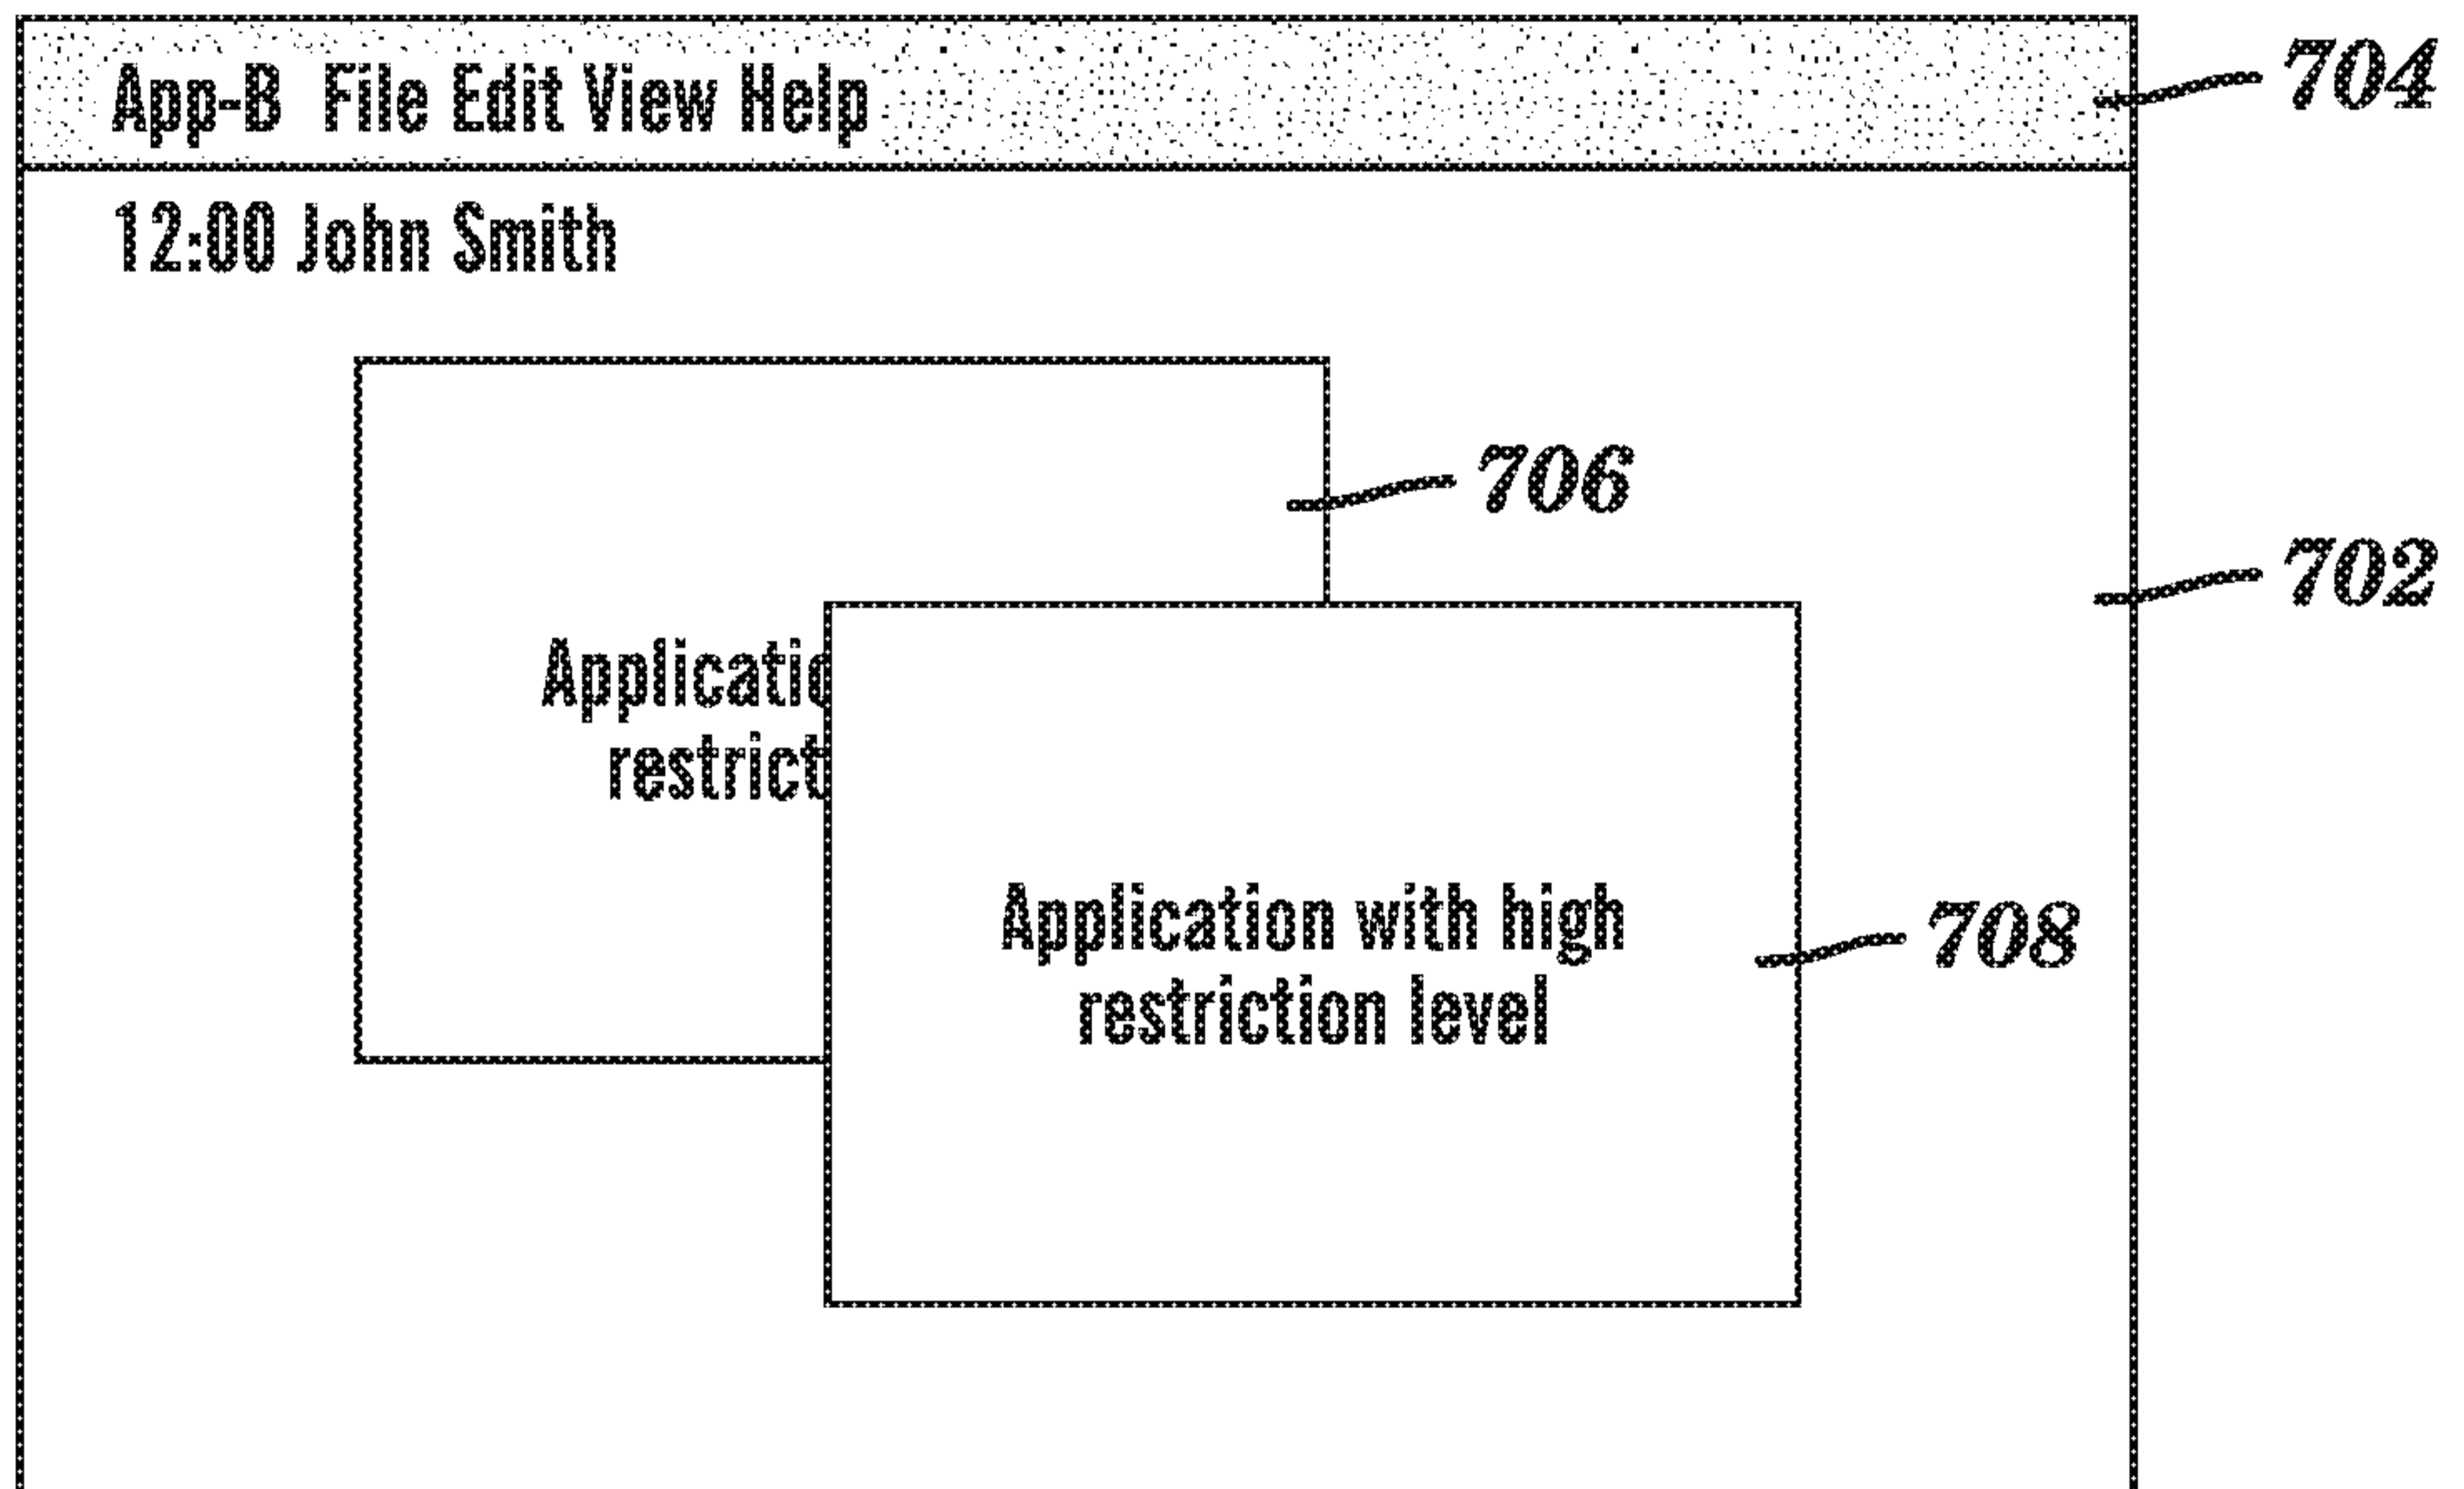 App-B File Edit View Help
704
12:00 John Smith
706
702
Applicatio
restrict
Application with high
restriction level
708